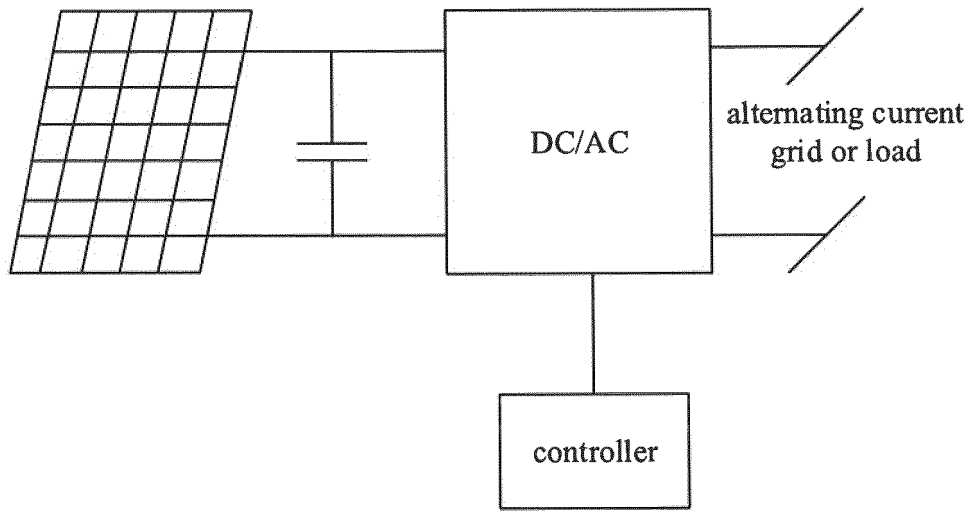 DC/AC
alternating current
grid or load
controller